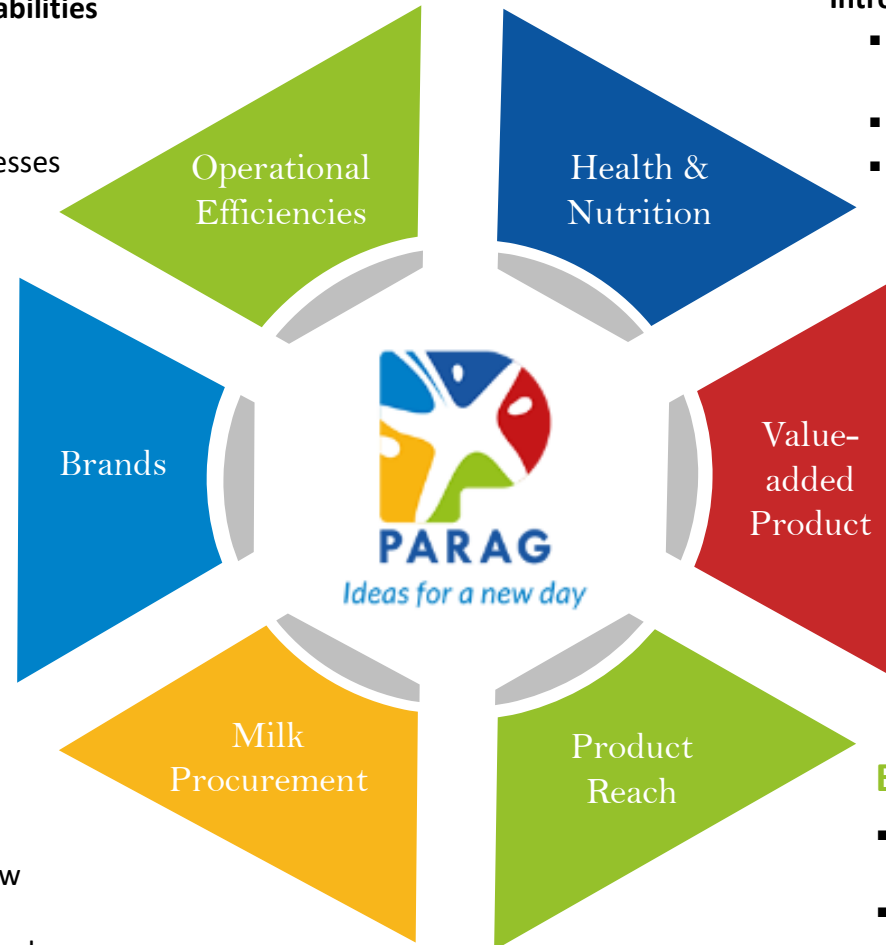 abilities
esses
Operational
Efficiencies
Health &
Nutrition
Brands
Value-
added
Product
PARAG
Ideas for a new day
Milk
Procurement
Product
Reach